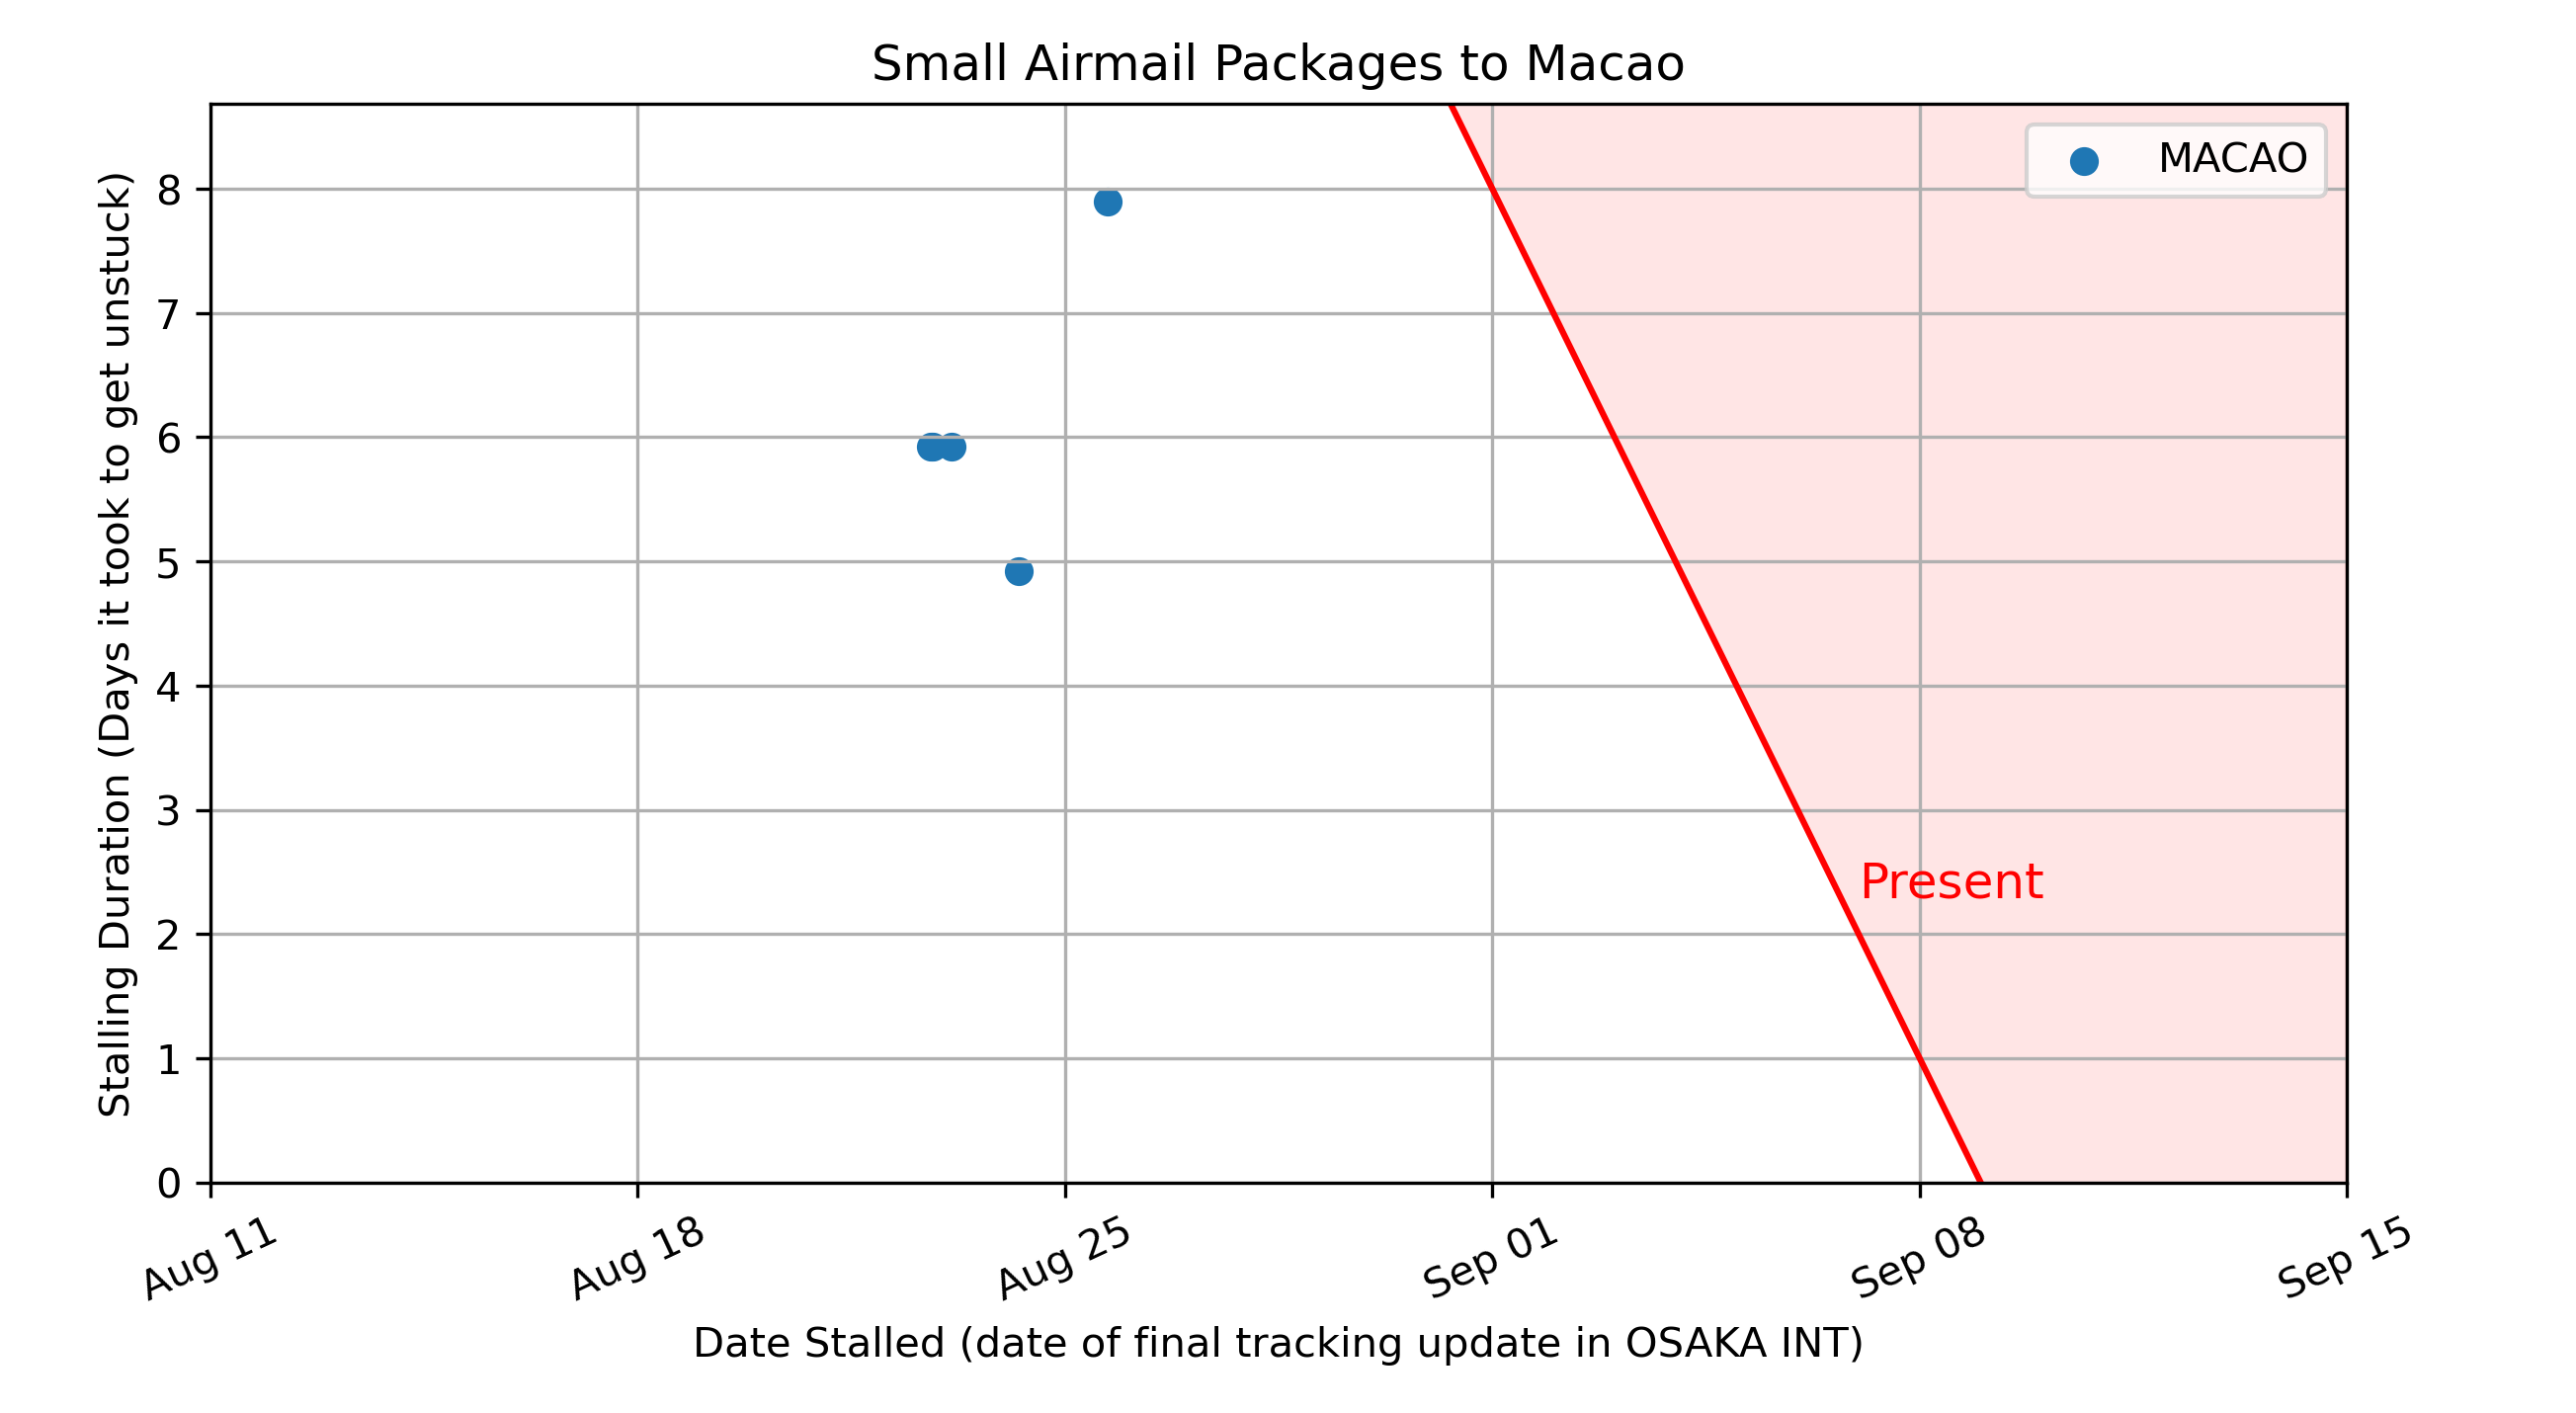 Small Airmail Packages to Macao
MACAO
Stalling Duration (Days it took to get unstuck)
8
7
6
5
4
3
2
1
0
Present
Aug 11
Aug 18
Aug 25
Sep 01
Sep 08
Sep 15
Date Stalled (date of final tracking update in OSAKA INT)